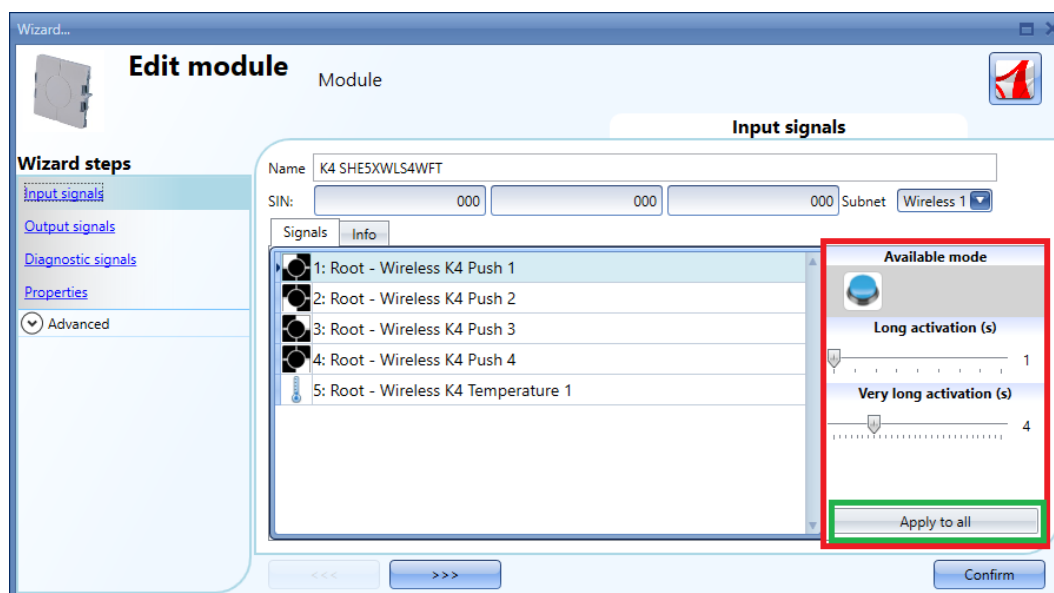 Wizard...
Edit module
Module
Input signals
Wizard steps
Input signals
Output signals
Diagnostic signals
Properties
Advanced
Name K4 SHE5XWLS4WFT
SIN: 000 000 000 Subnet Wireless 1
Signals Info
1: Root - Wireless K4 Push 1
2: Root - Wireless K4 Push 2
3: Root - Wireless K4 Push 3
4: Root - Wireless K4 Push 4
5: Root - Wireless K4 Temperature 1
Available mode
Long activation (s)
1
Very long activation (s)
4
Apply to all
<<< >>> Confirm